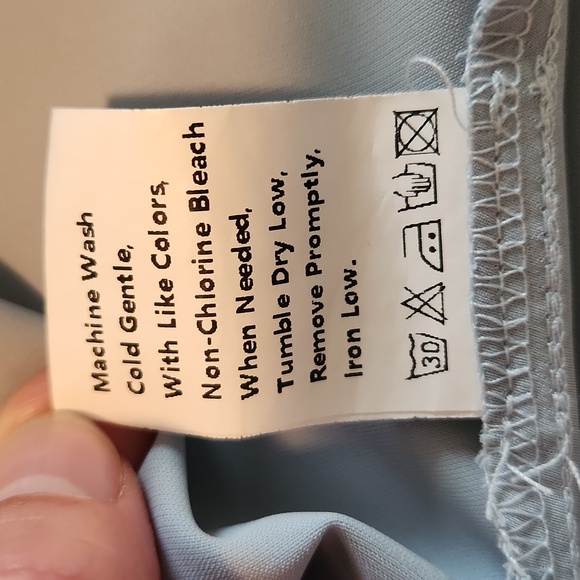 Machine Wash
Cold Gentle,
With Like Colors,
Non-Chlorine Bleach
When Needed,
Tumble Dry Low,
Remove Promptly,
Iron Low.
30